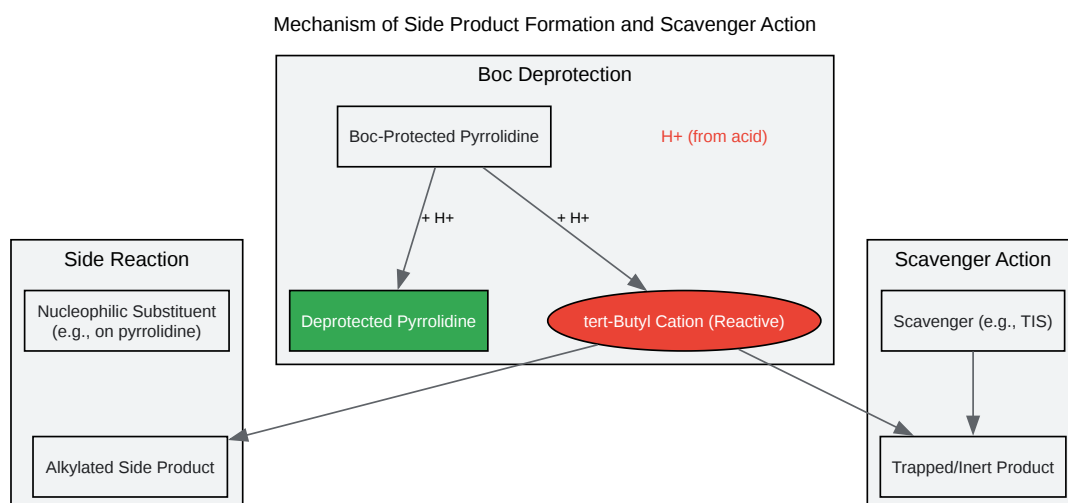 Mechanism of Side Product Formation and Scavenger Action
Boc Deprotection
Boc-Protected Pyrrolidine
H+ (from acid)
+ H+
+ H+
Side Reaction
Scavenger Action
Nucleophilic Substituent
(e.g., on pyrrolidine)
Deprotected Pyrrolidine
tert-Butyl Cation (Reactive)
Scavenger (e.g., TIS)
Alkylated Side Product
Trapped/Inert Product